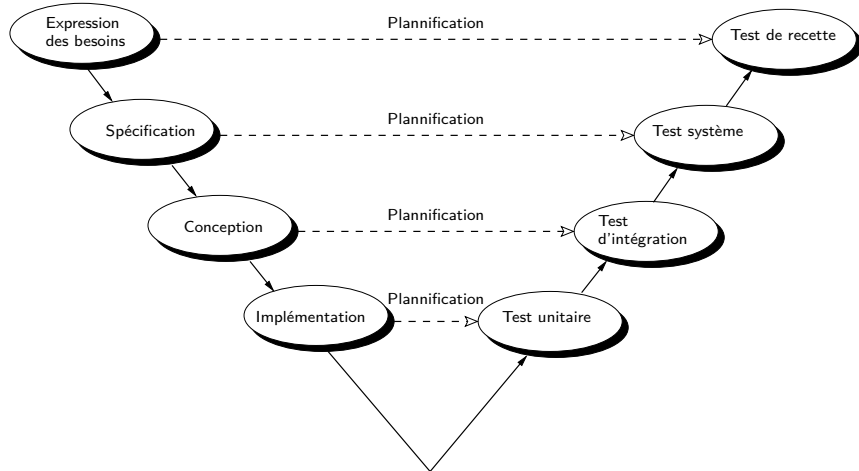 Expression
des besoins
Plannification
Test de recette
Spécification
Plannification
Test système
Conception
Plannification
Test
d'intégration
Implémentation
Plannification
Test unitaire